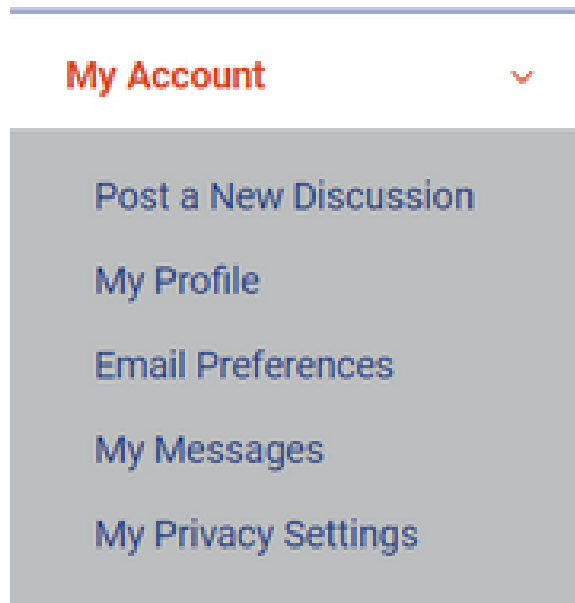 My Account
Post a New Discussion
My Profile
Email Preferences
My Messages
My Privacy Settings